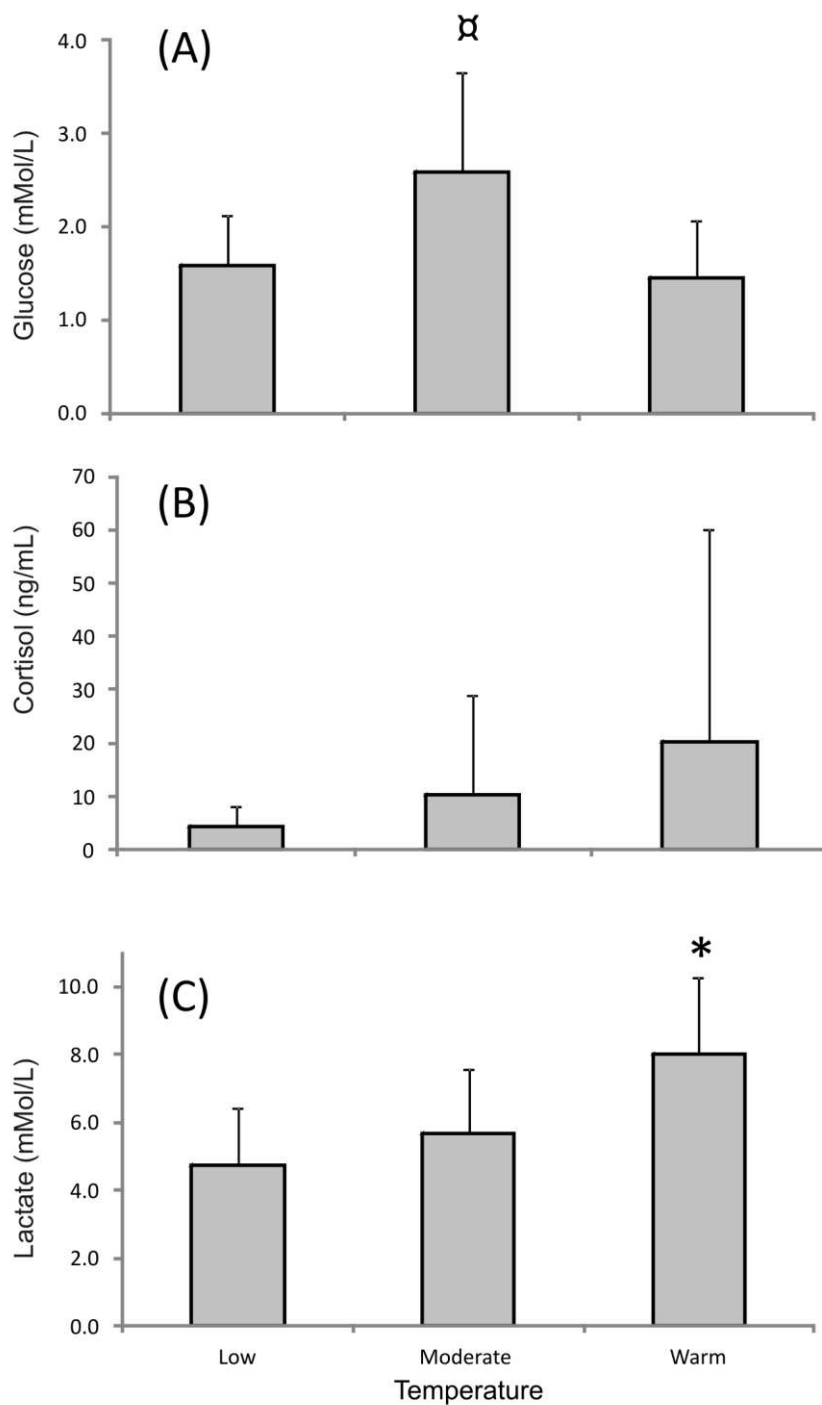 (A)
¤
Glucose (mMol/L)
4.0
3.0
2.0
1.0
0.0
(B)
Cortisol (ng/mL)
70
60
50
40
30
20
10
0
(C)
*
Lactate (mMol/L)
10.0
8.0
6.0
4.0
2.0
0.0
Low Moderate Warm
Temperature